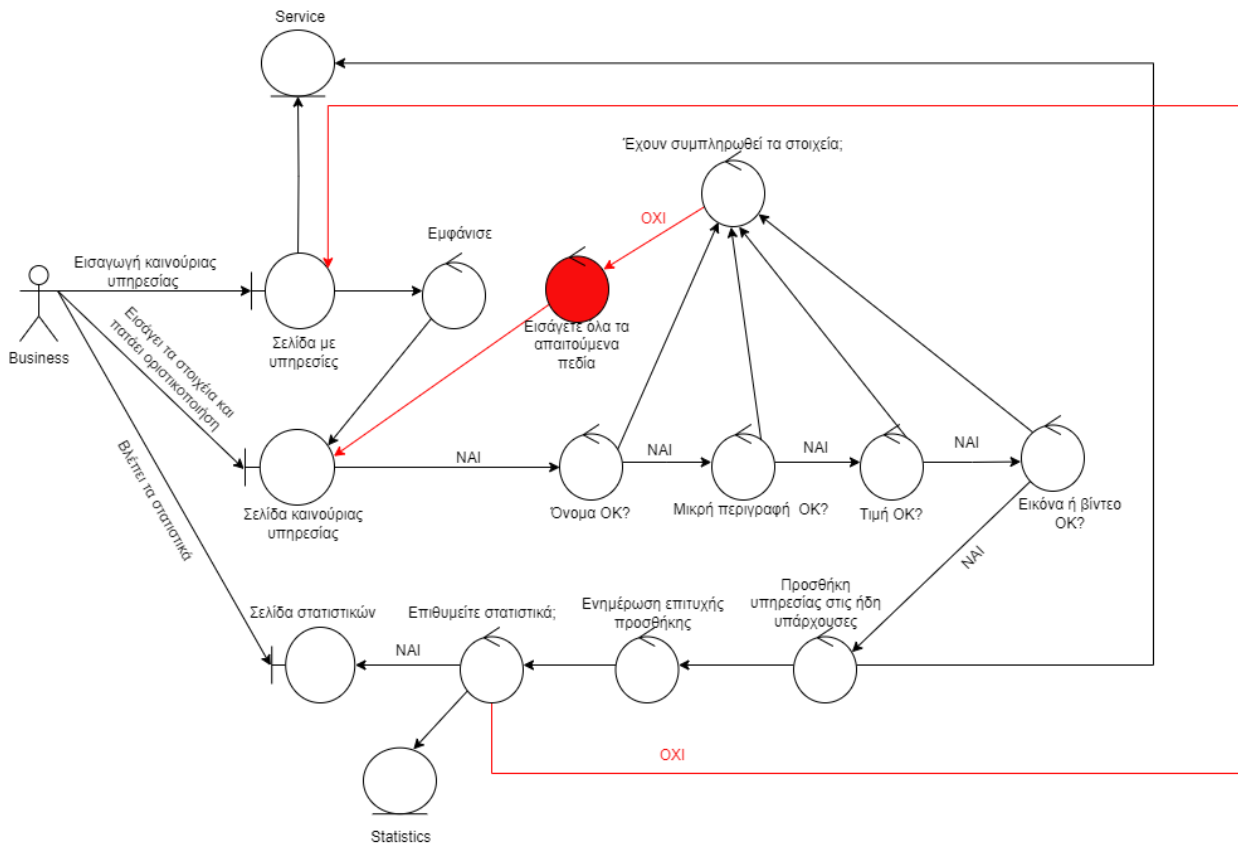 Service
Έχουν συμπληρωθεί τα στοιχεία;
ΟΧΙ
Εμφάνισε
Εισαγωγή καινούριας
υπηρεσίας
Business
Σελίδα με
υπηρεσίες
Εισάγετε όλα τα
απαιτούμενα
πεδία
Εισάγει τα στοιχέία και
πατάει οριστικοποιήση
Βλέπει τα στατιστικά
ΝΑΙ
ΝΑΙ
ΝΑΙ
ΝΑΙ
Σελίδα καινούριας
υπηρεσίας
Όνομα ΟΚ?
Μικρή περιγραφή ΟΚ?
Τιμή ΟΚ?
Εικόνα ή βίντεο
ΟΚ?
ΝΑΙ
Σελίδα στατιστικών
Επιθυμείτε στατιστικά;
Ενημέρωση επιτυχής
προσθήκης
Προσθήκη
υπηρεσίας στις ήδη
υπάρχουσες
ΝΑΙ
ΟΧΙ
Statistics